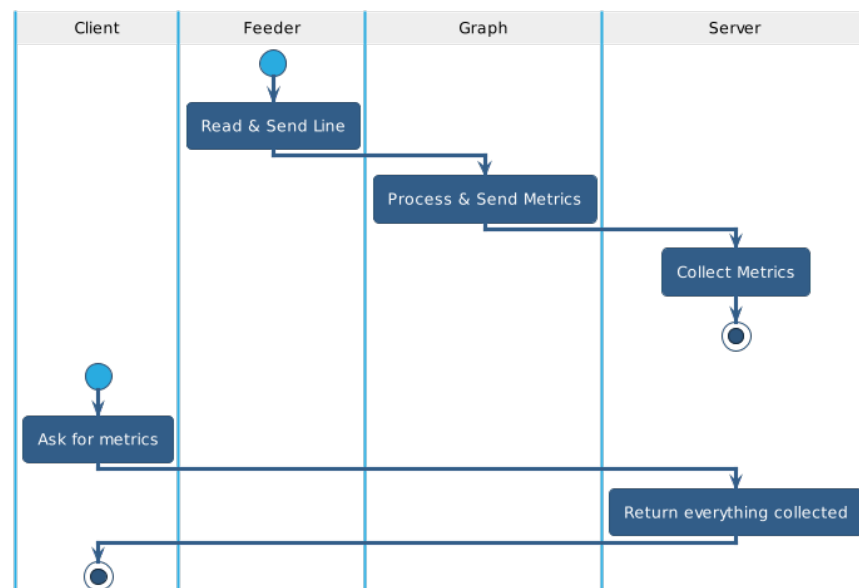 Client
Feeder
Graph
Server
Read & Send Line
Process & Send Metrics
Collect Metrics
Ask for metrics
Return everything collected